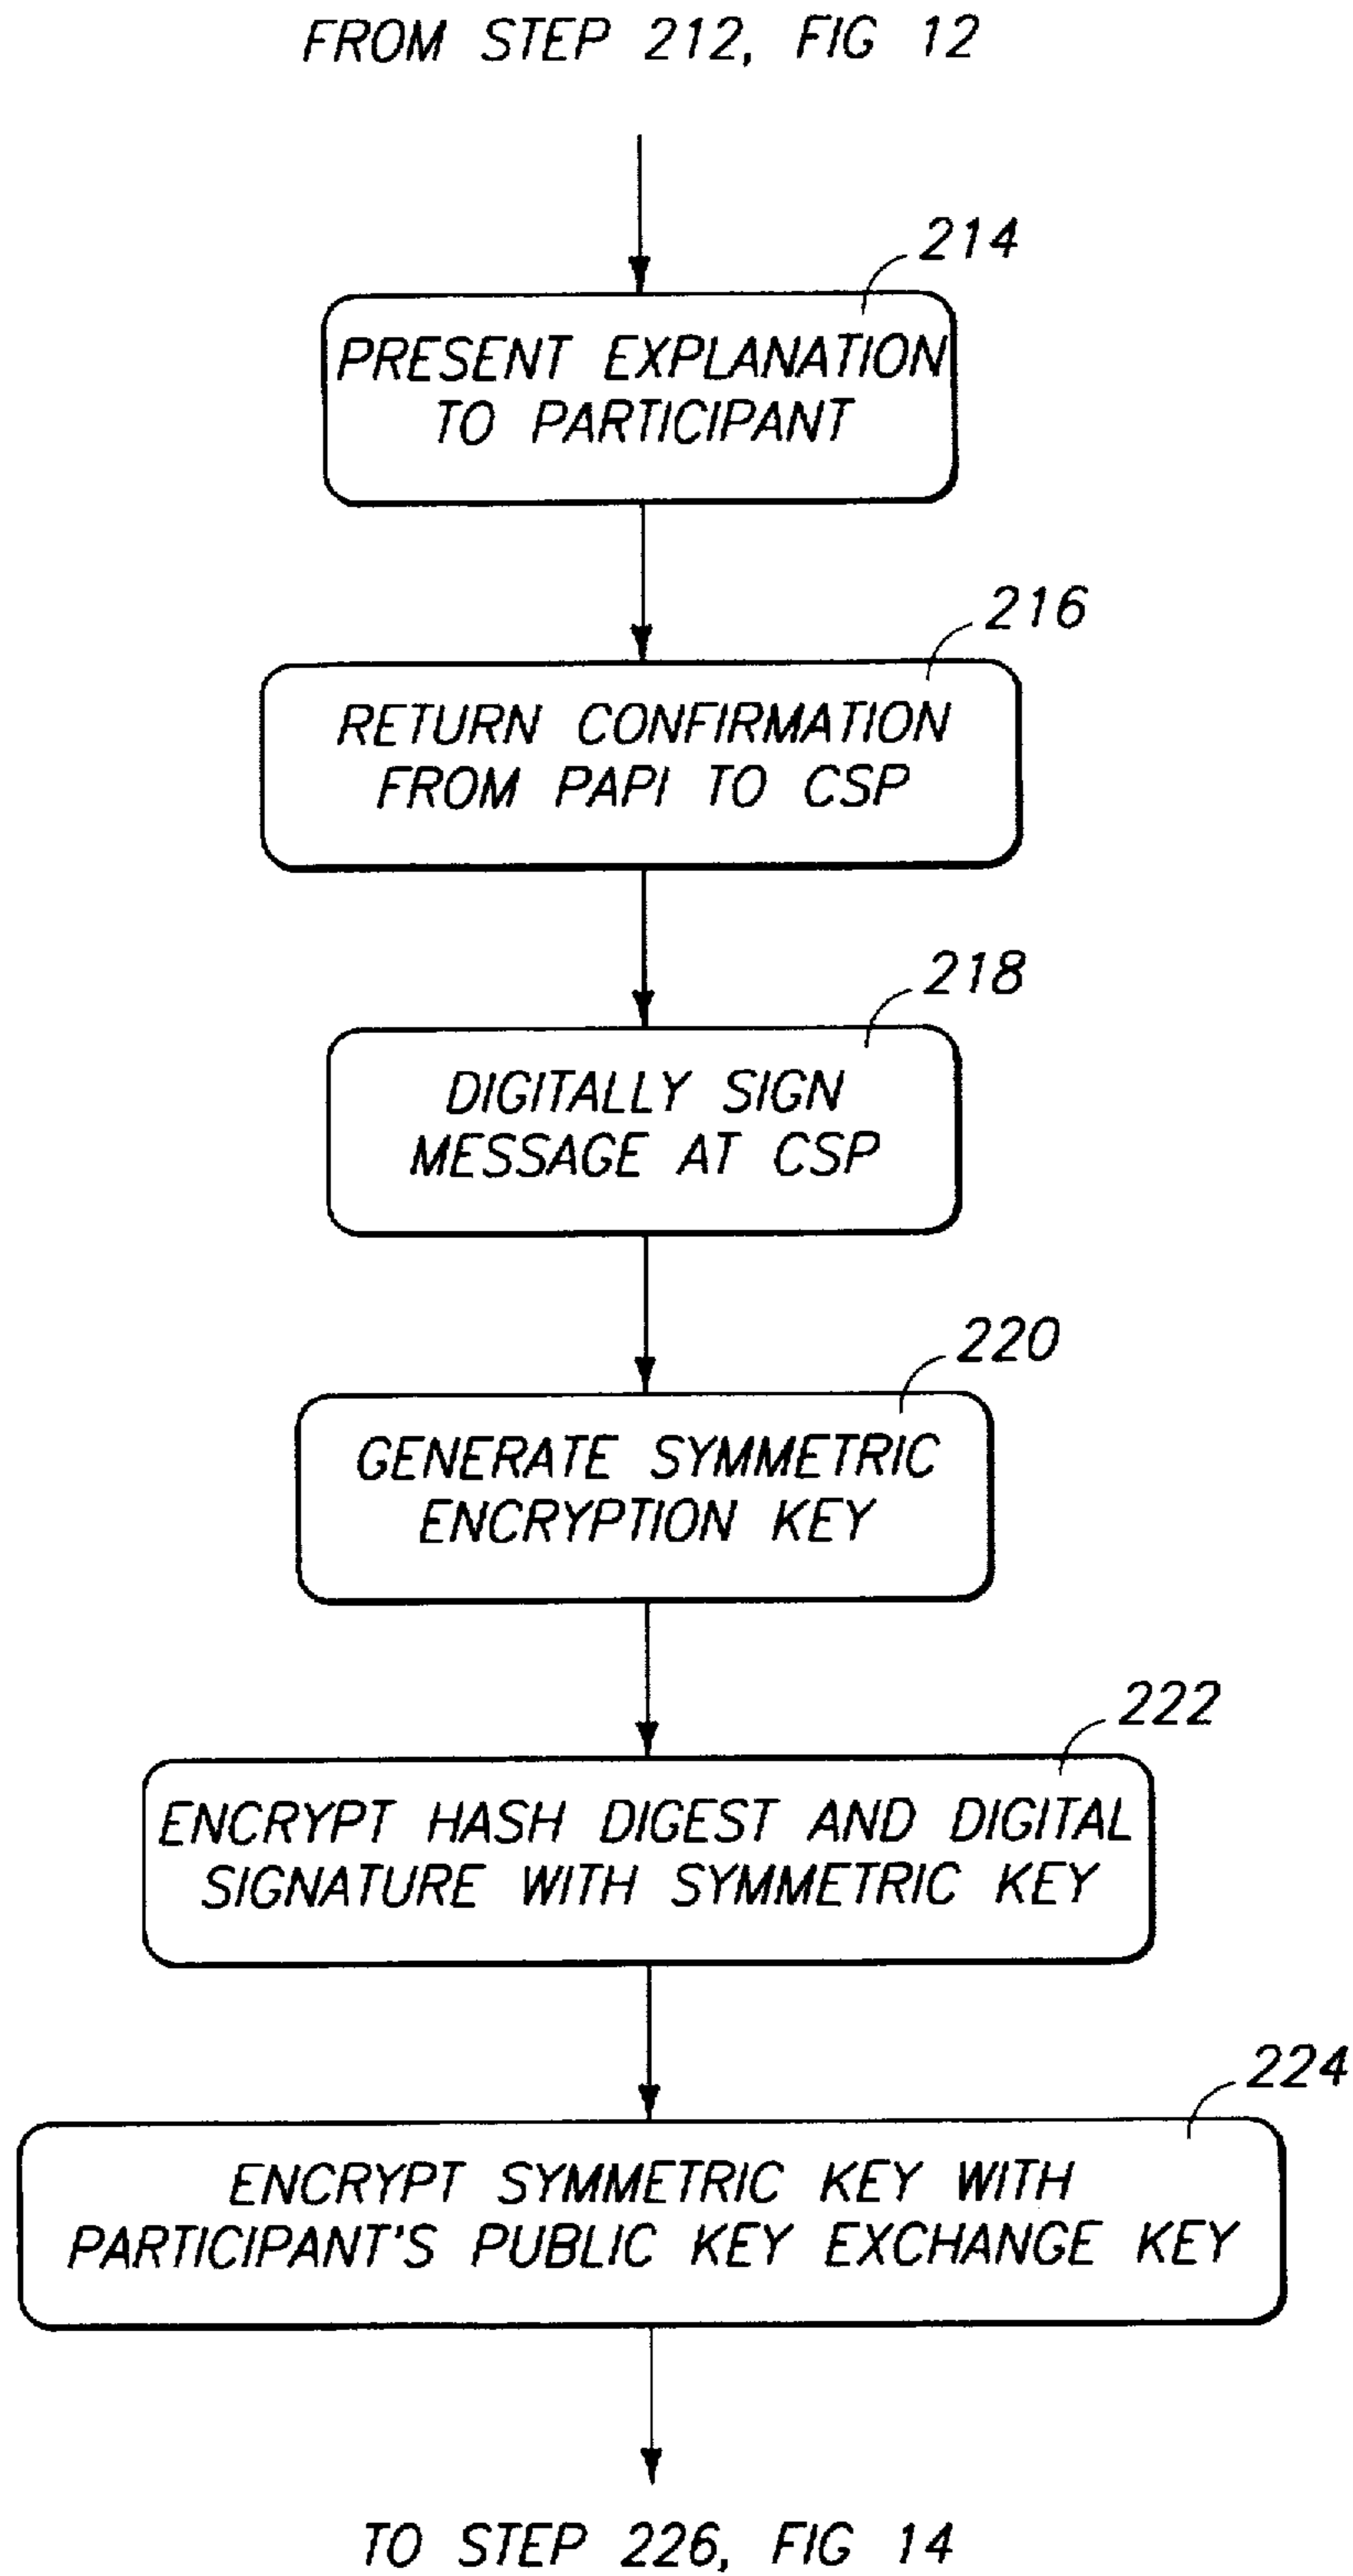 FROM STEP 212, FIG 12
214
PRESENT EXPLANATION
TO PARTICIPANT
216
RETURN CONFIRMATION
FROM PAPI TO CSP
218
DIGITALLY SIGN
MESSAGE AT CSP
220
GENERATE SYMMETRIC
ENCRYPTION KEY
222
ENCRYPT HASH DIGEST AND DIGITAL
SIGNATURE WITH SYMMETRIC KEY
224
ENCRYPT SYMMETRIC KEY WITH
PARTICIPANT'S PUBLIC KEY EXCHANGE KEY
TO STEP 226, FIG 14